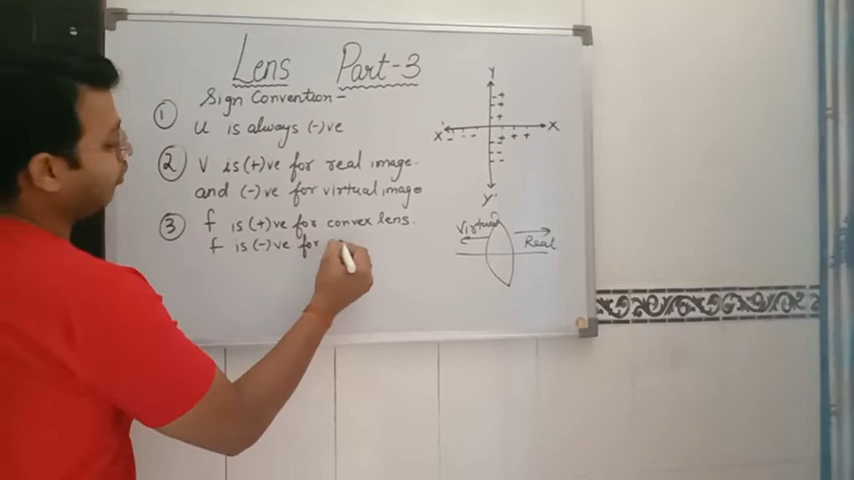 Lens Part-3
Sign Convention-
1 u is always (-)ve
2 V is (+)ve for real image.
and (-)ve for virtual image
3 f is (+)ve for convex lens.
f is (-)ve for
Y
X' X
Y'
Virtual
Real